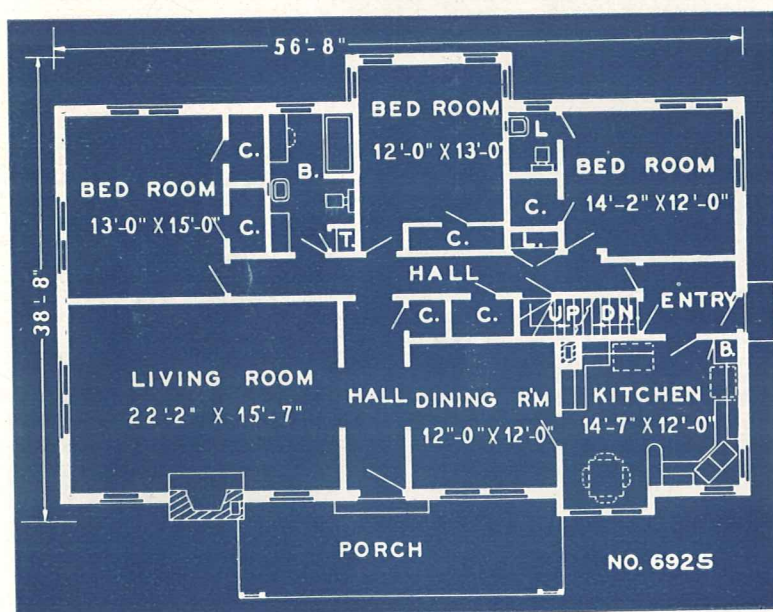 56'-8"
BED ROOM
12'-0" X 13'-0"
L.
BED ROOM
14'-2" X 12'-0"
C.
B.
BED ROOM
13'-0" X 15'-0"
C.
C.
T.
C.
L.
HALL
38'-8"
ENTRY
C.
C.
UP
DN.
B.
LIVING ROOM
22'-2" X 15'-7"
HALL
DINING R'M
12"-0" X 12'-0"
KITCHEN
14'-7" X 12'-0"
PORCH
NO. 6925